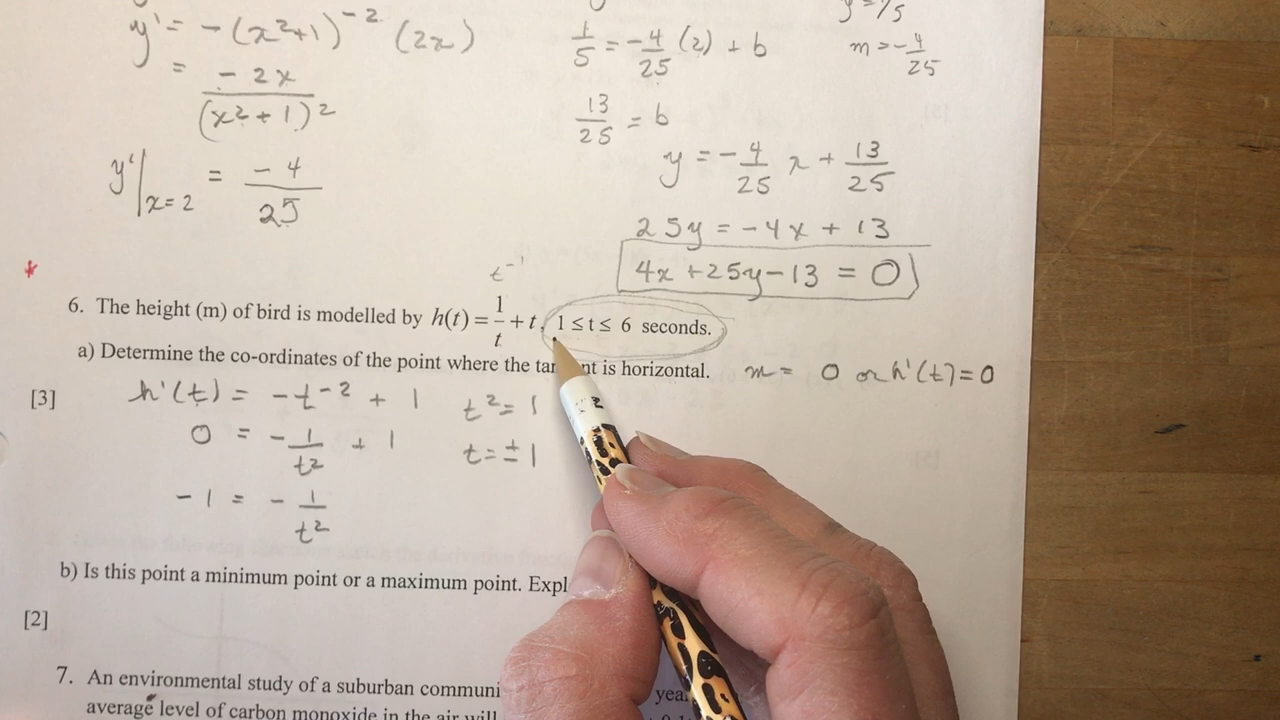 y' = -(x²+1)⁻² (2x)
= -2x / (x²+1)²
y'|x=2 = -4/25
m = -4/25
1/5 = -4/25 (2) + b
13/25 = b
y = -4/25 x + 13/25
25y = -4x + 13
4x + 25y - 13 = 0
*
t⁻¹
6. The height (m) of bird is modelled by h(t) = 1/t + t, 1 ≤ t ≤ 6 seconds.
a) Determine the co-ordinates of the point where the is horizontal. m = 0 or h'(t) = 0
[3]
h'(t) = -t⁻² + 1
0 = -1/t² + 1
-1 = -1/t²
t² = 1
t = ±1
b) Is this point a minimum point or a maximum point.
[2]
7. An environmental study of a suburban
average level of carbon monoxide in the air will